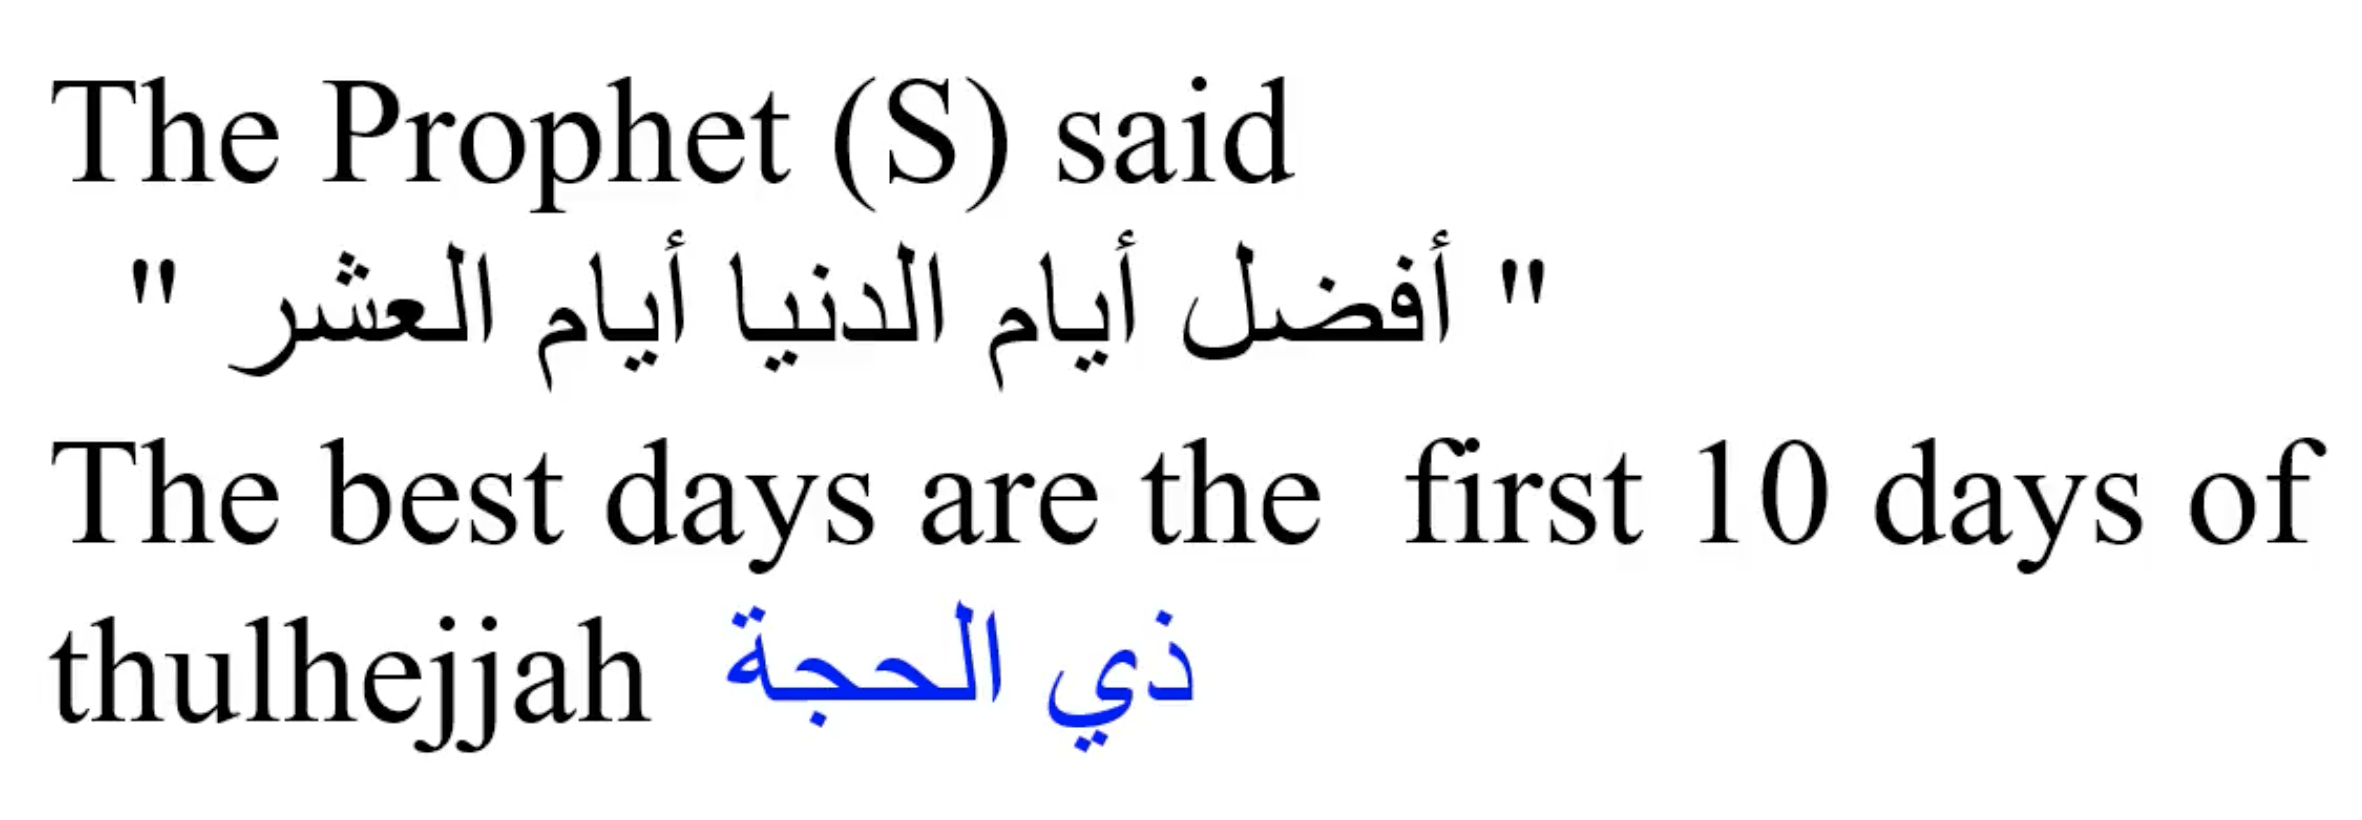 The Prophet (S) said
" أفضل أيام الدنيا أيام العشر "
The best days are the  first 10 days of
thulhejjah  ذي الحجة